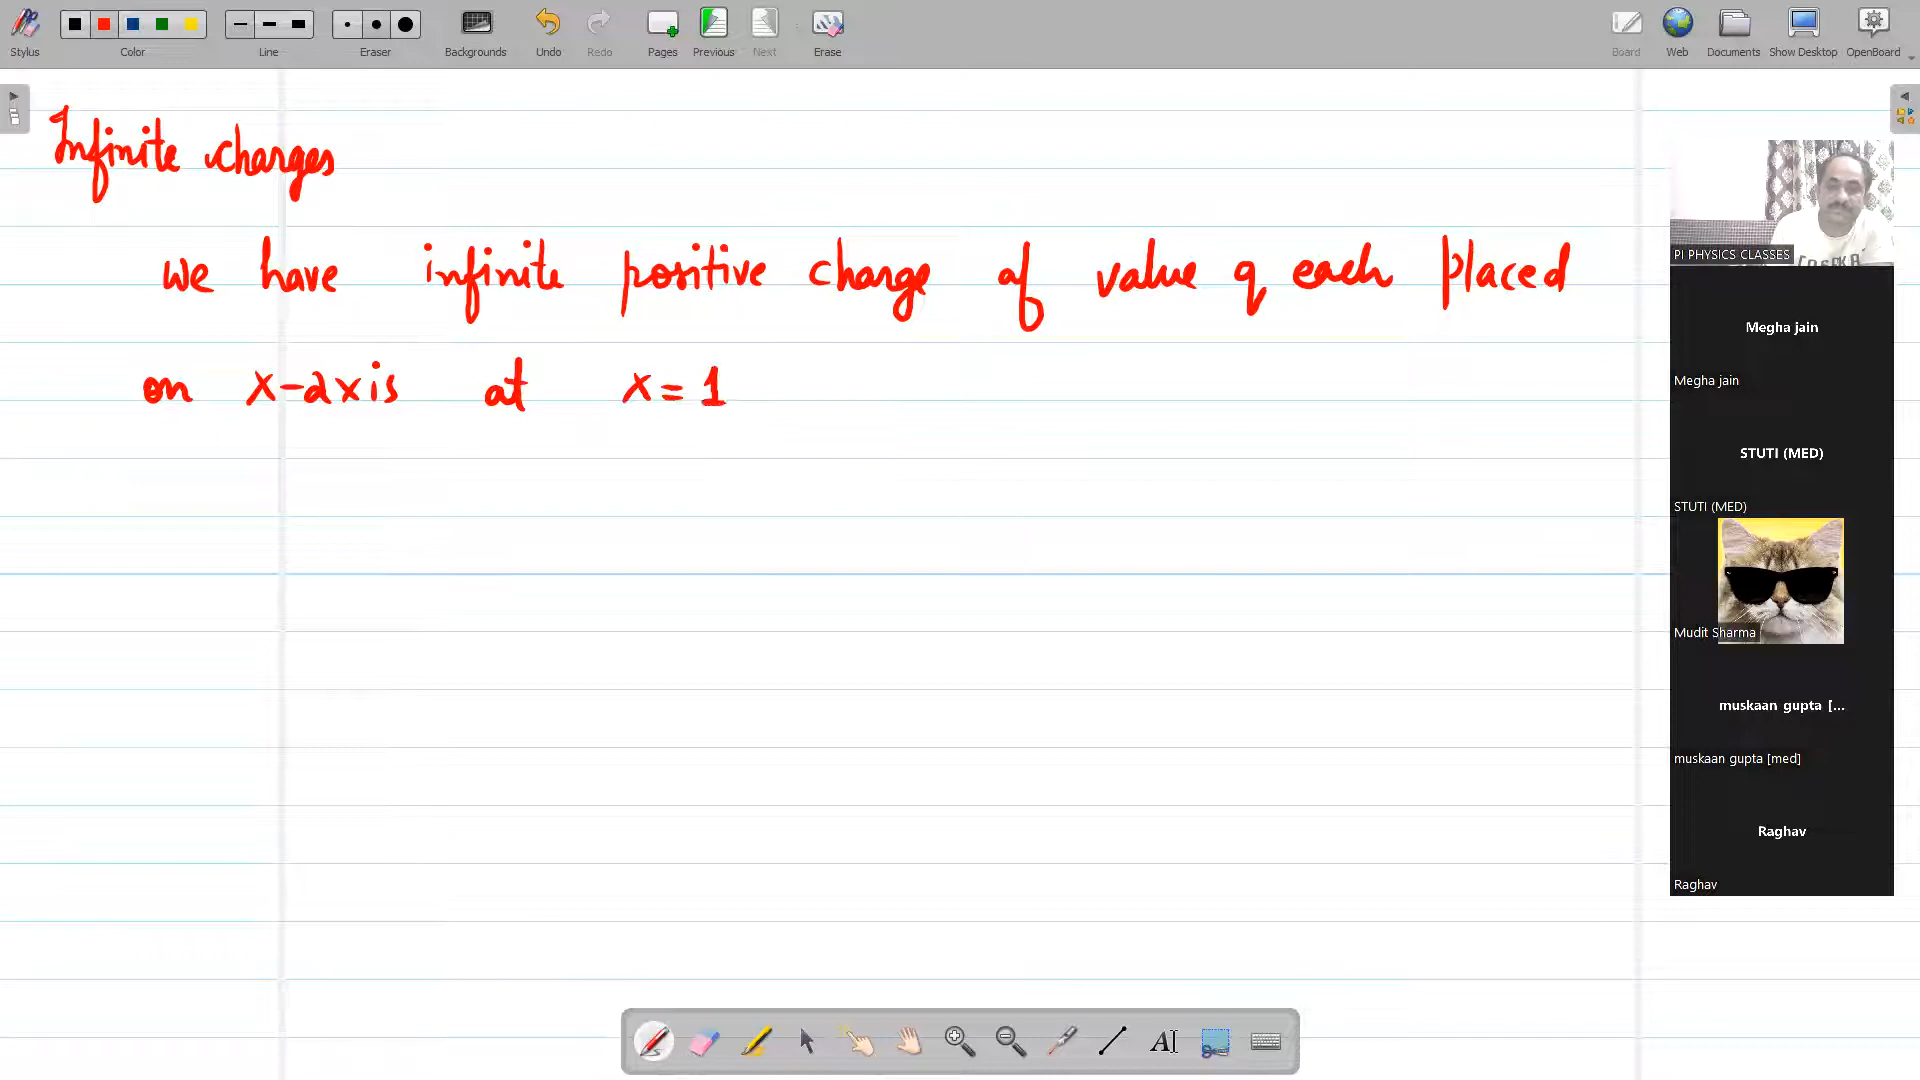 Stylus
Color
Line
Eraser
Backgrounds
Undo
Redo
Pages
Previous
Next
Erase
Board
Web
Documents
Show Desktop
OpenBoard
Infinite charges
we have infinite positive charge of value q each placed
on x-axis at x=1
PI PHYSICS CLASSES
Megha jain
Megha jain
STUTI (MED)
STUTI (MED)
Mudit Sharma
muskaan gupta [...
muskaan gupta [med]
Raghav
Raghav
AI